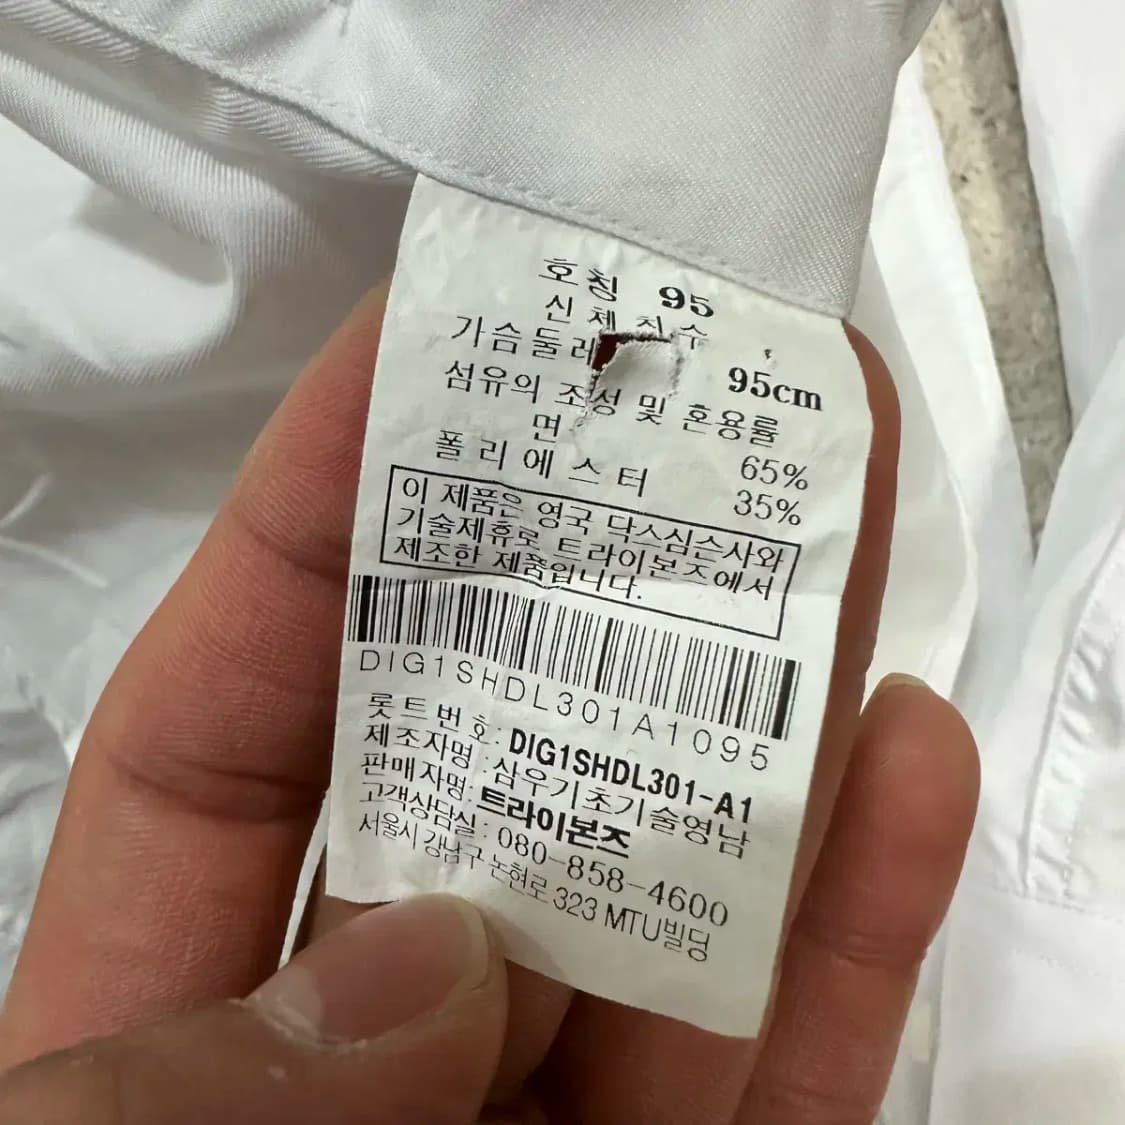 호칭 95
신체치수
가슴둘레 95cm
섬유의 조성 및 혼용률
면 65%
폴리에스터 35%
이 제품은 영국 닥스심슨사와
기술제휴로 트라이본즈에서
제조한 제품입니다.
DIG1SHDL301A1095
롯트번호: DIG1SHDL301-A1
제조자명 :삼우기초기술영남
판매자명: 트라이본즈
고객상담실: 080-858-4600
서울시 강남구 논현로 323 MTU빌딩